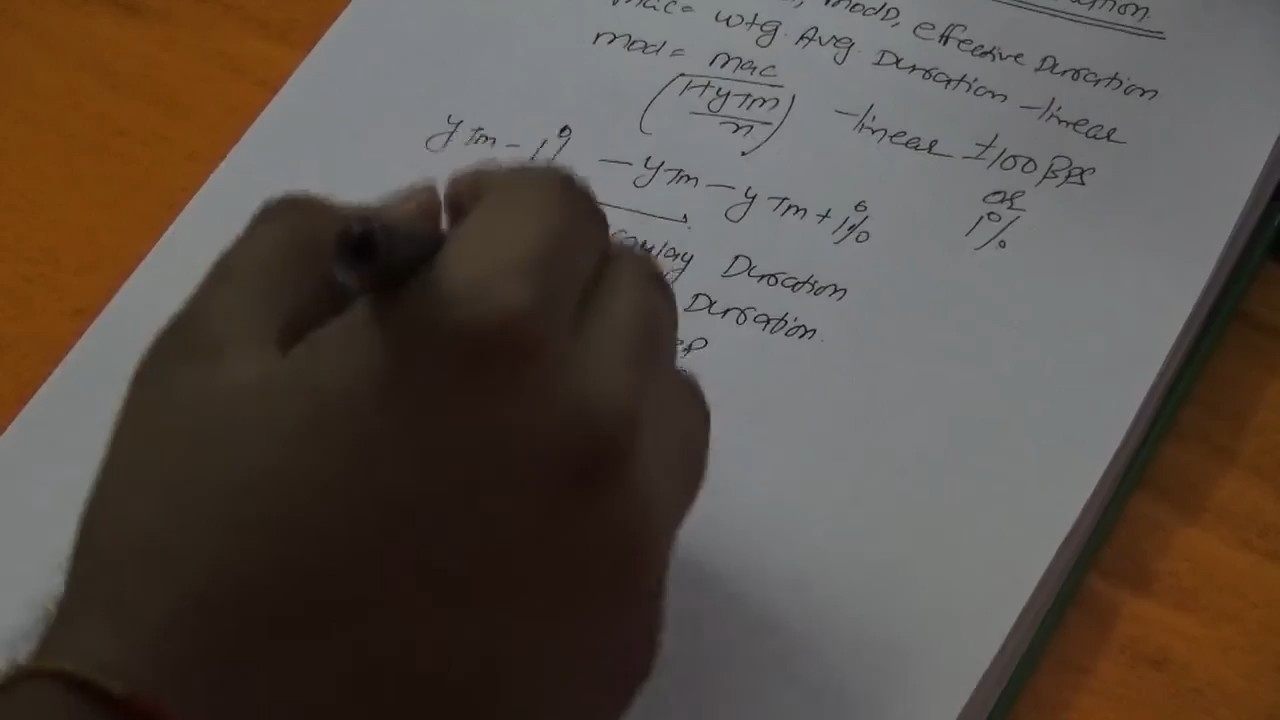 modD, effective Duration
mac = wtg. Avg. Duration - linear
mod = mac
(1+ytm/n) - linear ±100 BPS
or
1%
ytm - 1% - ytm - ytm + 1%
Duration
Duration.